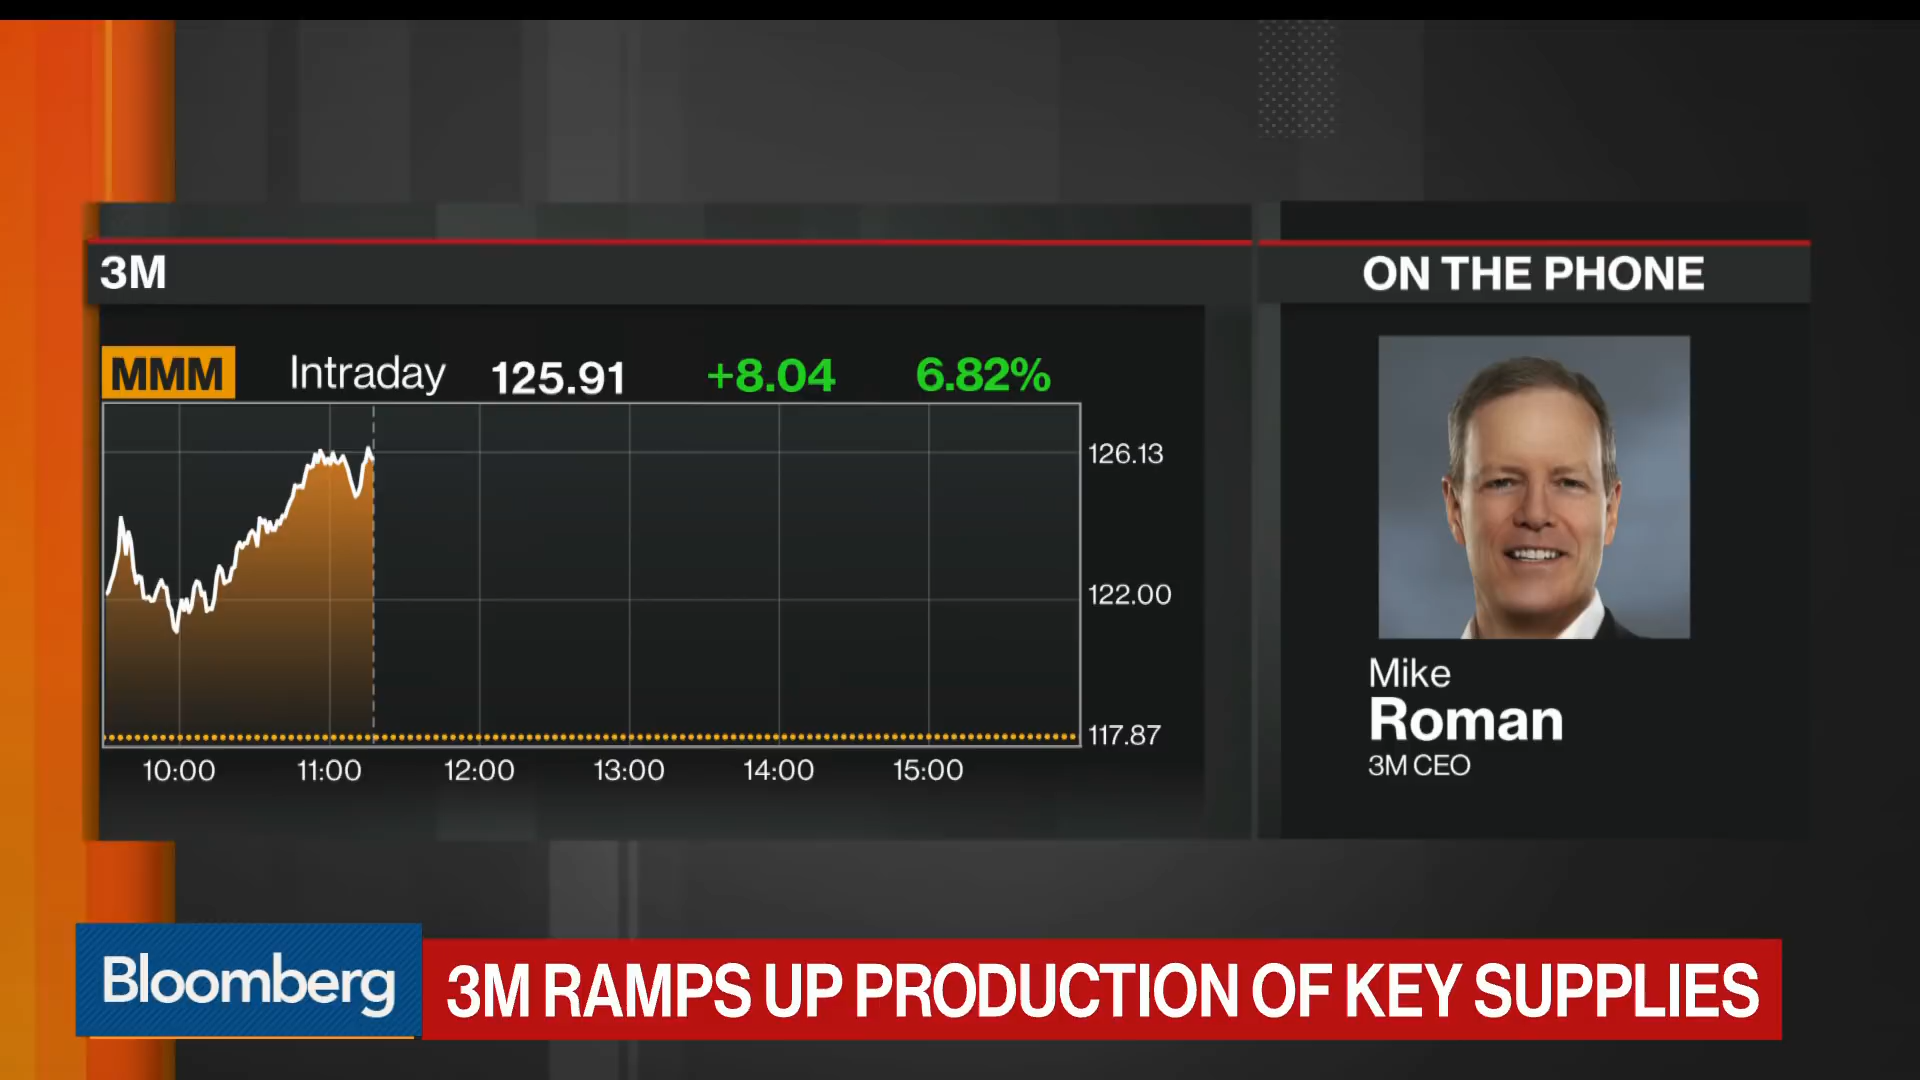 3M
MMM Intraday 125.91 +8.04 6.82%
126.13
122.00
117.87
10:00 11:00 12:00 13:00 14:00 15:00
ON THE PHONE
Mike
Roman
3M CEO
Bloomberg
3M RAMPS UP PRODUCTION OF KEY SUPPLIES